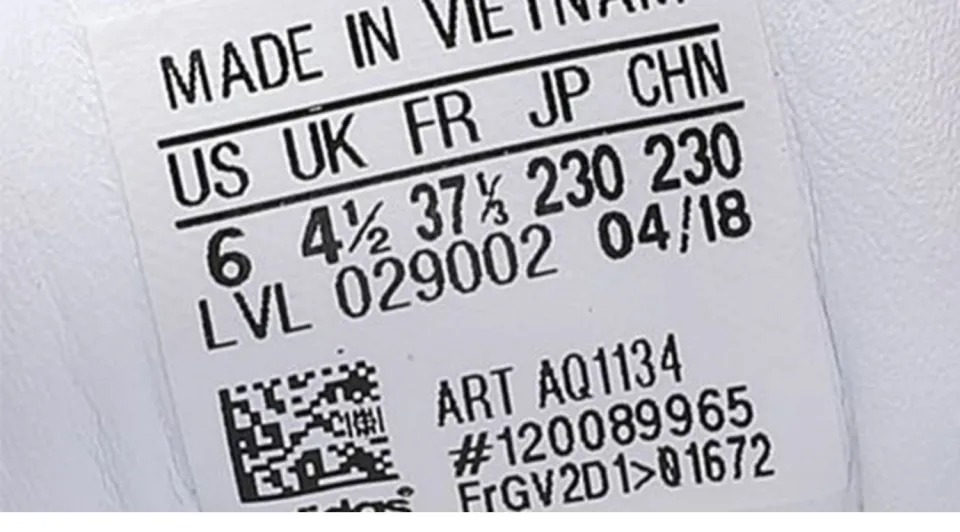 MADE IN VIETNAM
US UK FR JP CHN
6 4½ 37⅓ 230 230
LVL 029002 04/18
ART AQ1134
#120089965
FrGV2D1>01672